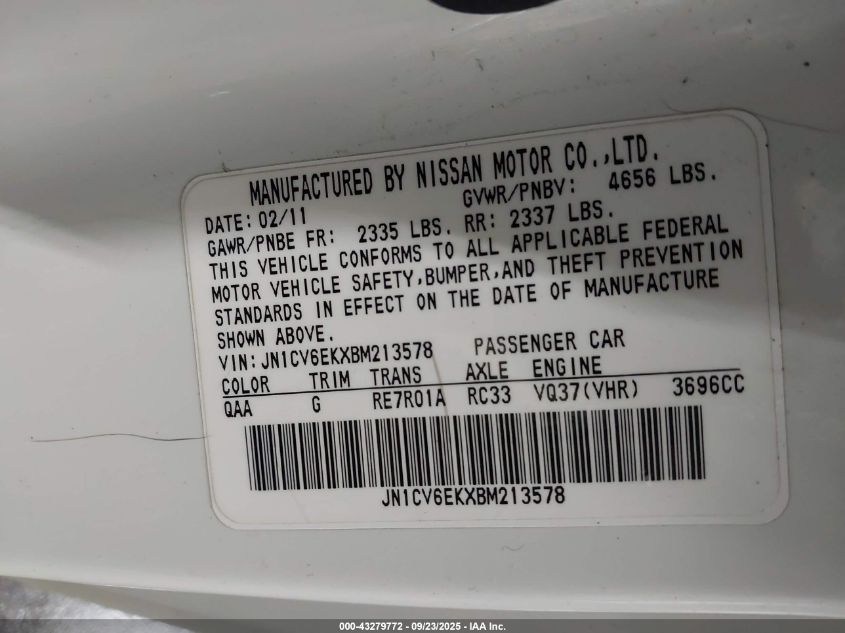 MANUFACTURED BY NISSAN MOTOR CO.,LTD.
DATE: 02/11 GVWR/PNBV: 4656 LBS.
GAWR/PNBE FR: 2335 LBS. RR: 2337 LBS.
THIS VEHICLE CONFORMS TO ALL APPLICABLE FEDERAL
MOTOR VEHICLE SAFETY,BUMPER,AND THEFT PREVENTION
STANDARDS IN EFFECT ON THE DATE OF MANUFACTURE
SHOWN ABOVE.
VIN:JN1CV6EKXBM213578 PASSENGER CAR
COLOR TRIM TRANS AXLE ENGINE
QAA G RE7R01A RC33 VQ37(VHR) 3696CC
JN1CV6EKXBM213578
000-43279772 - 09/23/2025 - IAA Inc.